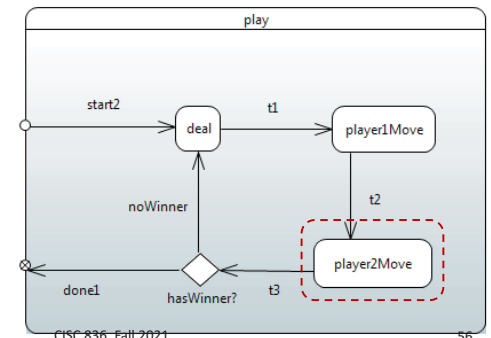 play
start2
t1
deal
player1Move
noWinner
t2
player2Move
done1
hasWinner?
t3
CISC 836, Fall 2021
56